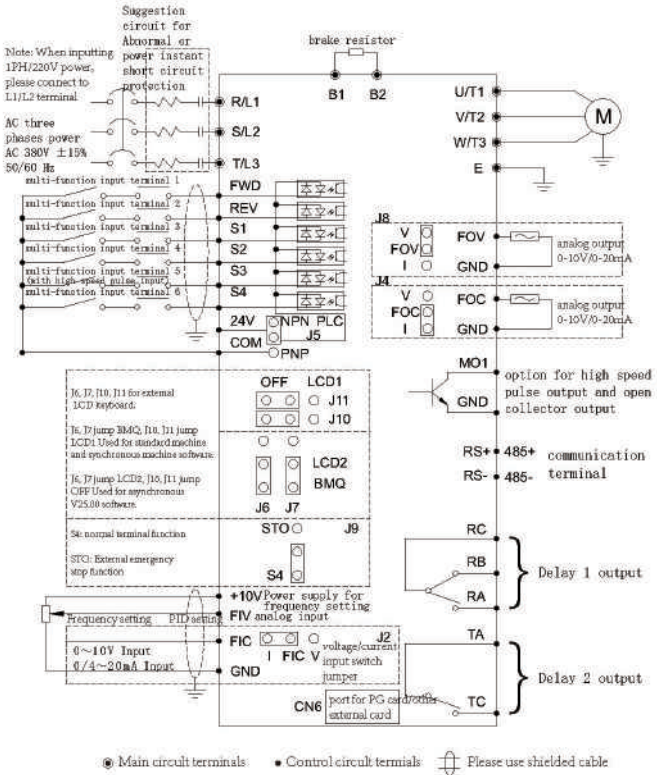 Suggestion
circuit for
Abnormal or
power instant
short circuit
protection
Note: When inputting
1PH/220V power,
please connect to
L1/L2 terminal
AC three
phases power
AC 380V ±15%
50/60 Hz
brake resistor
B1 B2
R/L1
S/L2
T/L3
U/T1
V/T2
W/T3
E
M
multi-function input terminal 1
multi-function input terminal 2
multi-function input terminal 3
multi-function input terminal 4
multi-function input terminal 5
(with high-speed pulse input)
multi-function input terminal 6
FWD
REV
S1
S2
S3
S4
24V
COM
NPN PLC
J5
PNP
J8
V
FOV
I
FOV
GND
analog output
0-10V/0-20mA
J4
V
FOC
I
FOC
GND
analog output
0-10V/0-20mA
MO1
GND
option for high speed
pulse output and open
collector output
RS+ 485+
RS- 485-
communication
terminal
J6, J7, J10, J11 for external
LCD keyboard.
J6, J7 jump BMQ, J10, J11 jump
LCD1 Used for standard machine
and synchronous machine software.
J6, J7 jump LCD2, J10, J11 jump
OFF Used for asynchronous
V25.00 software.
OFF LCD1
J11
J10
LCD2
BMQ
J6 J7
S4: normal terminal function
STO: External emergency
stop function
STO J9
S4
+10V Power supply for
frequency setting
FIV analog input
Frequency setting PID setting
0～10V Input
0/4～20mA Input
FIC
GND
I FIC V
J2
voltage/current
input switch
jumper
CN6
port for PG card/other
external card
RC
RB
RA
Delay 1 output
TA
TC
Delay 2 output
Main circult terminals
Control circult termials
Please use shielded cable